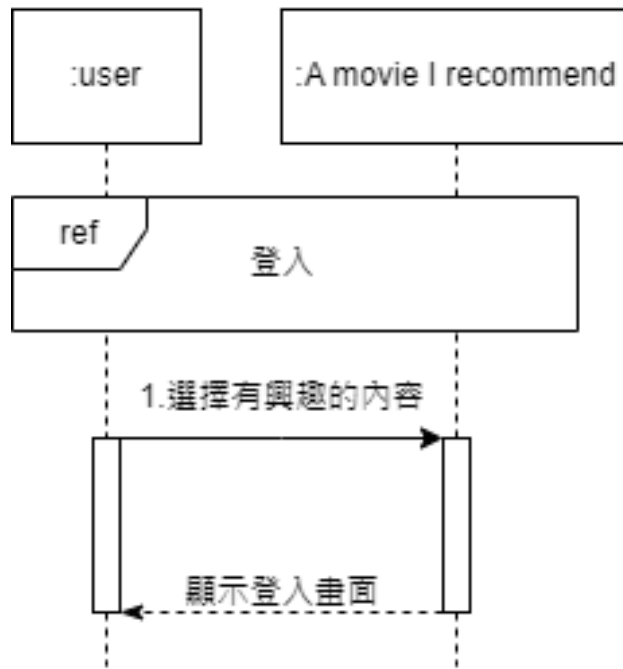 :user
:A movie I recommend
ref
登入
1.選擇有興趣的內容
顯示登入畫面